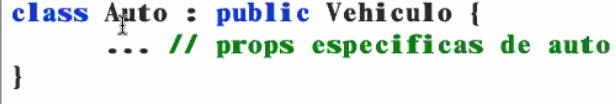 class Auto : public Vehiculo {
... // props especificas de auto
}